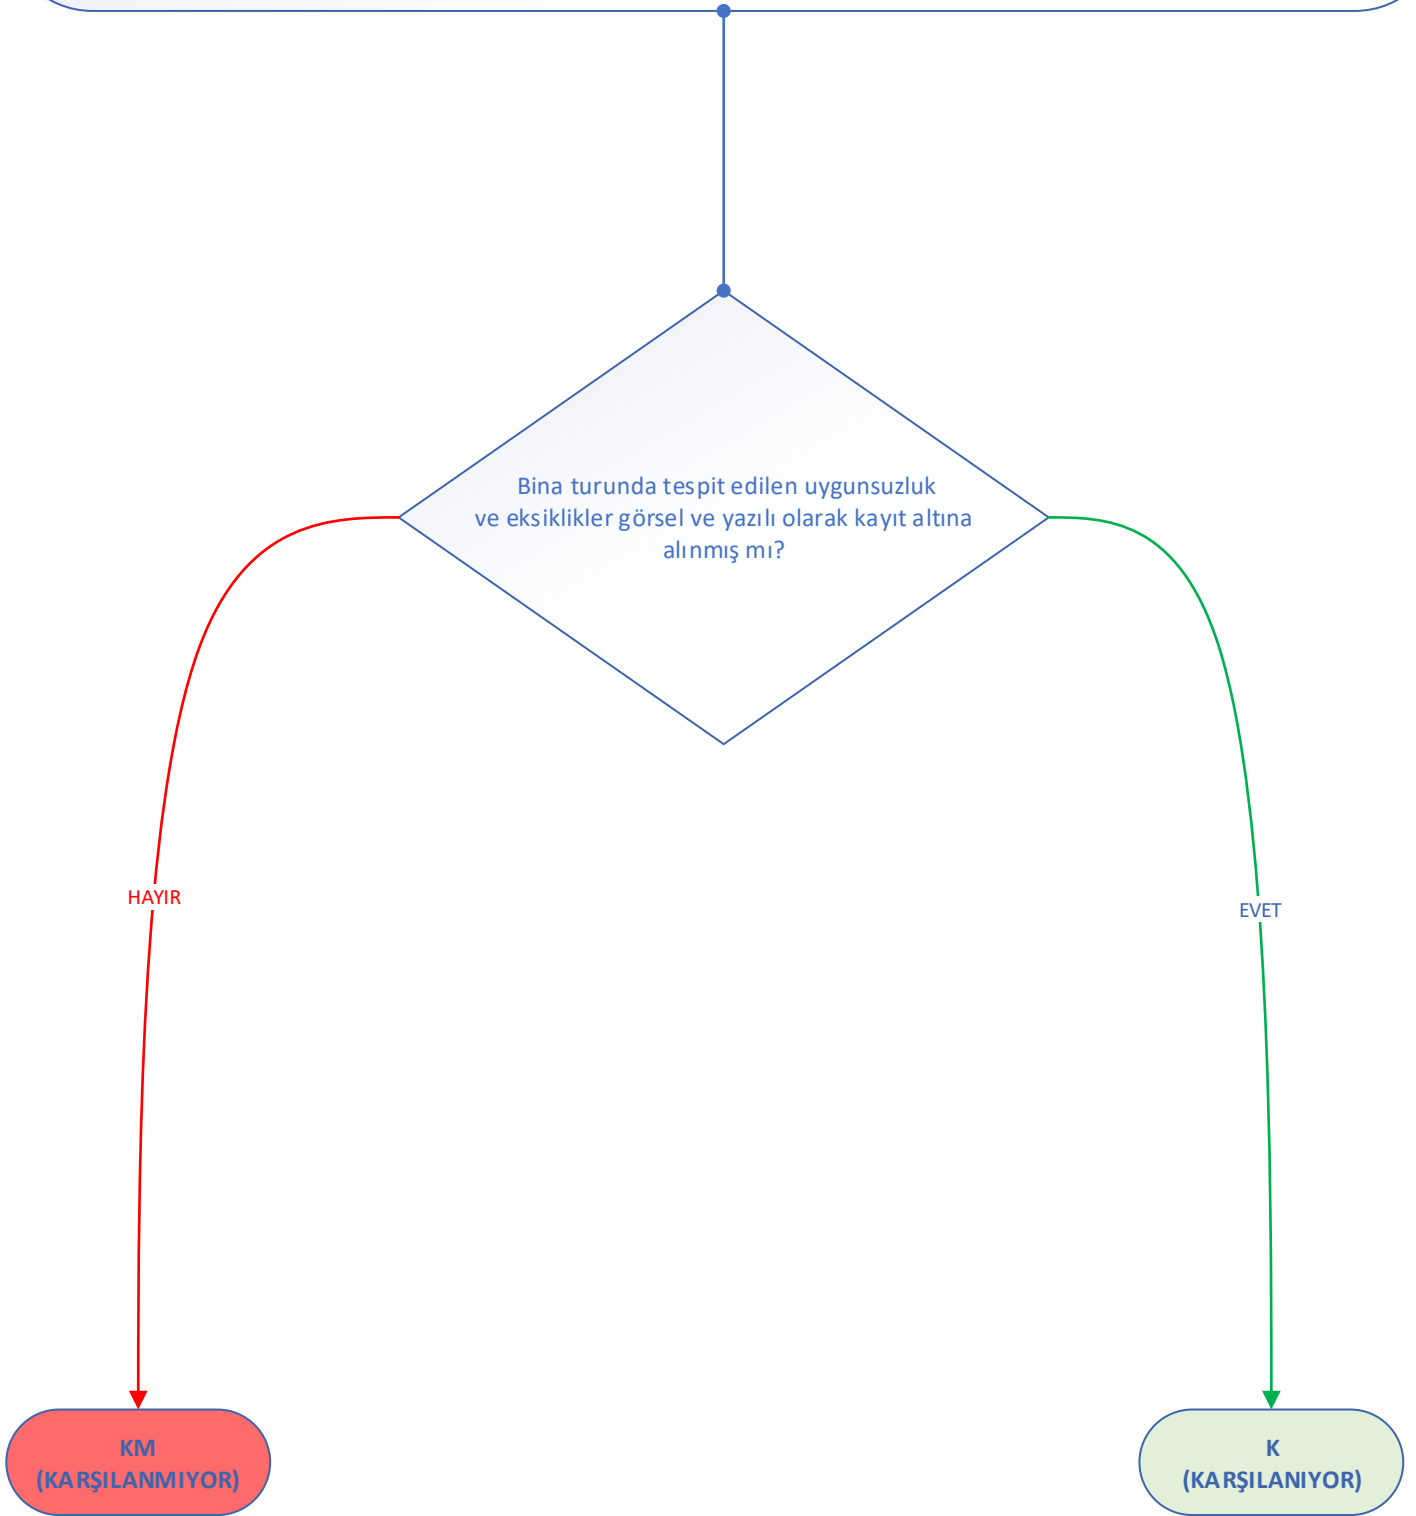 Bina turunda tespit edilen uygunsuzluk
ve eksiklikler görsel ve yazılı olarak kayıt altına
alınmış mı?
HAYIR
EVET
KM
(KARŞILANMIYOR)
K
(KARŞILANIYOR)